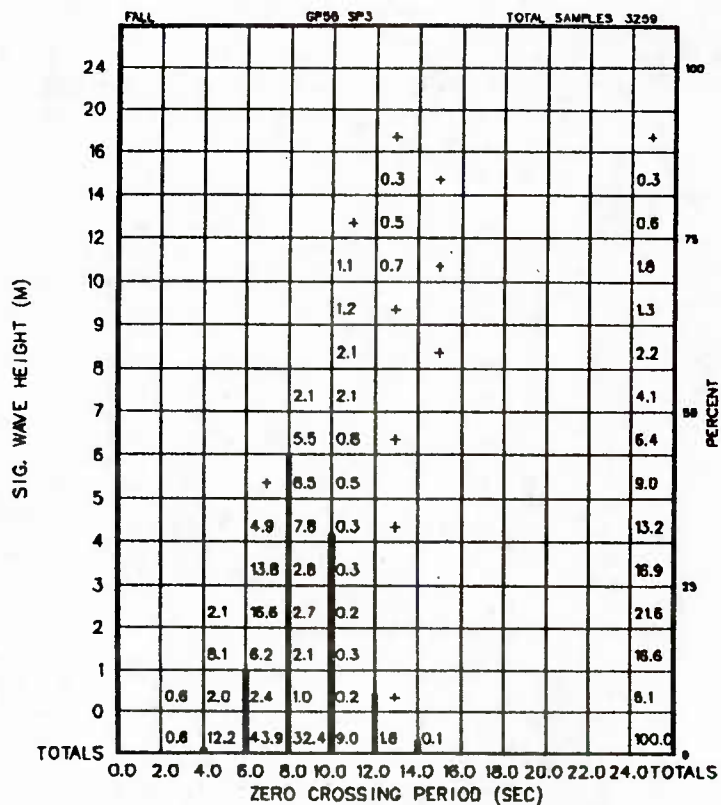 FALL GP56 SP3 TOTAL SAMPLES 3259
24 100
20
+ +
16
0.3 + 0.3
14
+ 0.5 0.6
12 75
1.1 0.7 + 1.8
10
1.2 + 1.3
9
2.1 + 2.2
8
2.1 2.1 4.1
7 50
5.5 0.8 + 6.4
6
+ 8.5 0.5 9.0
5
4.9 7.8 0.3 + 13.2
4
13.8 2.8 0.3 16.9
3 25
2.1 16.6 2.7 0.2 21.6
2
8.1 6.2 2.1 0.3 16.6
1
0.6 2.0 2.4 1.0 0.2 + 6.1
0
0.6 12.2 43.9 32.4 9.0 1.6 0.1 100.0
TOTALS 0
0.0 2.0 4.0 6.0 8.0 10.0 12.0 14.0 16.0 18.0 20.0 22.0 24.0 TOTALS
ZERO CROSSING PERIOD (SEC)
SIG. WAVE HEIGHT (M)
PERCENT